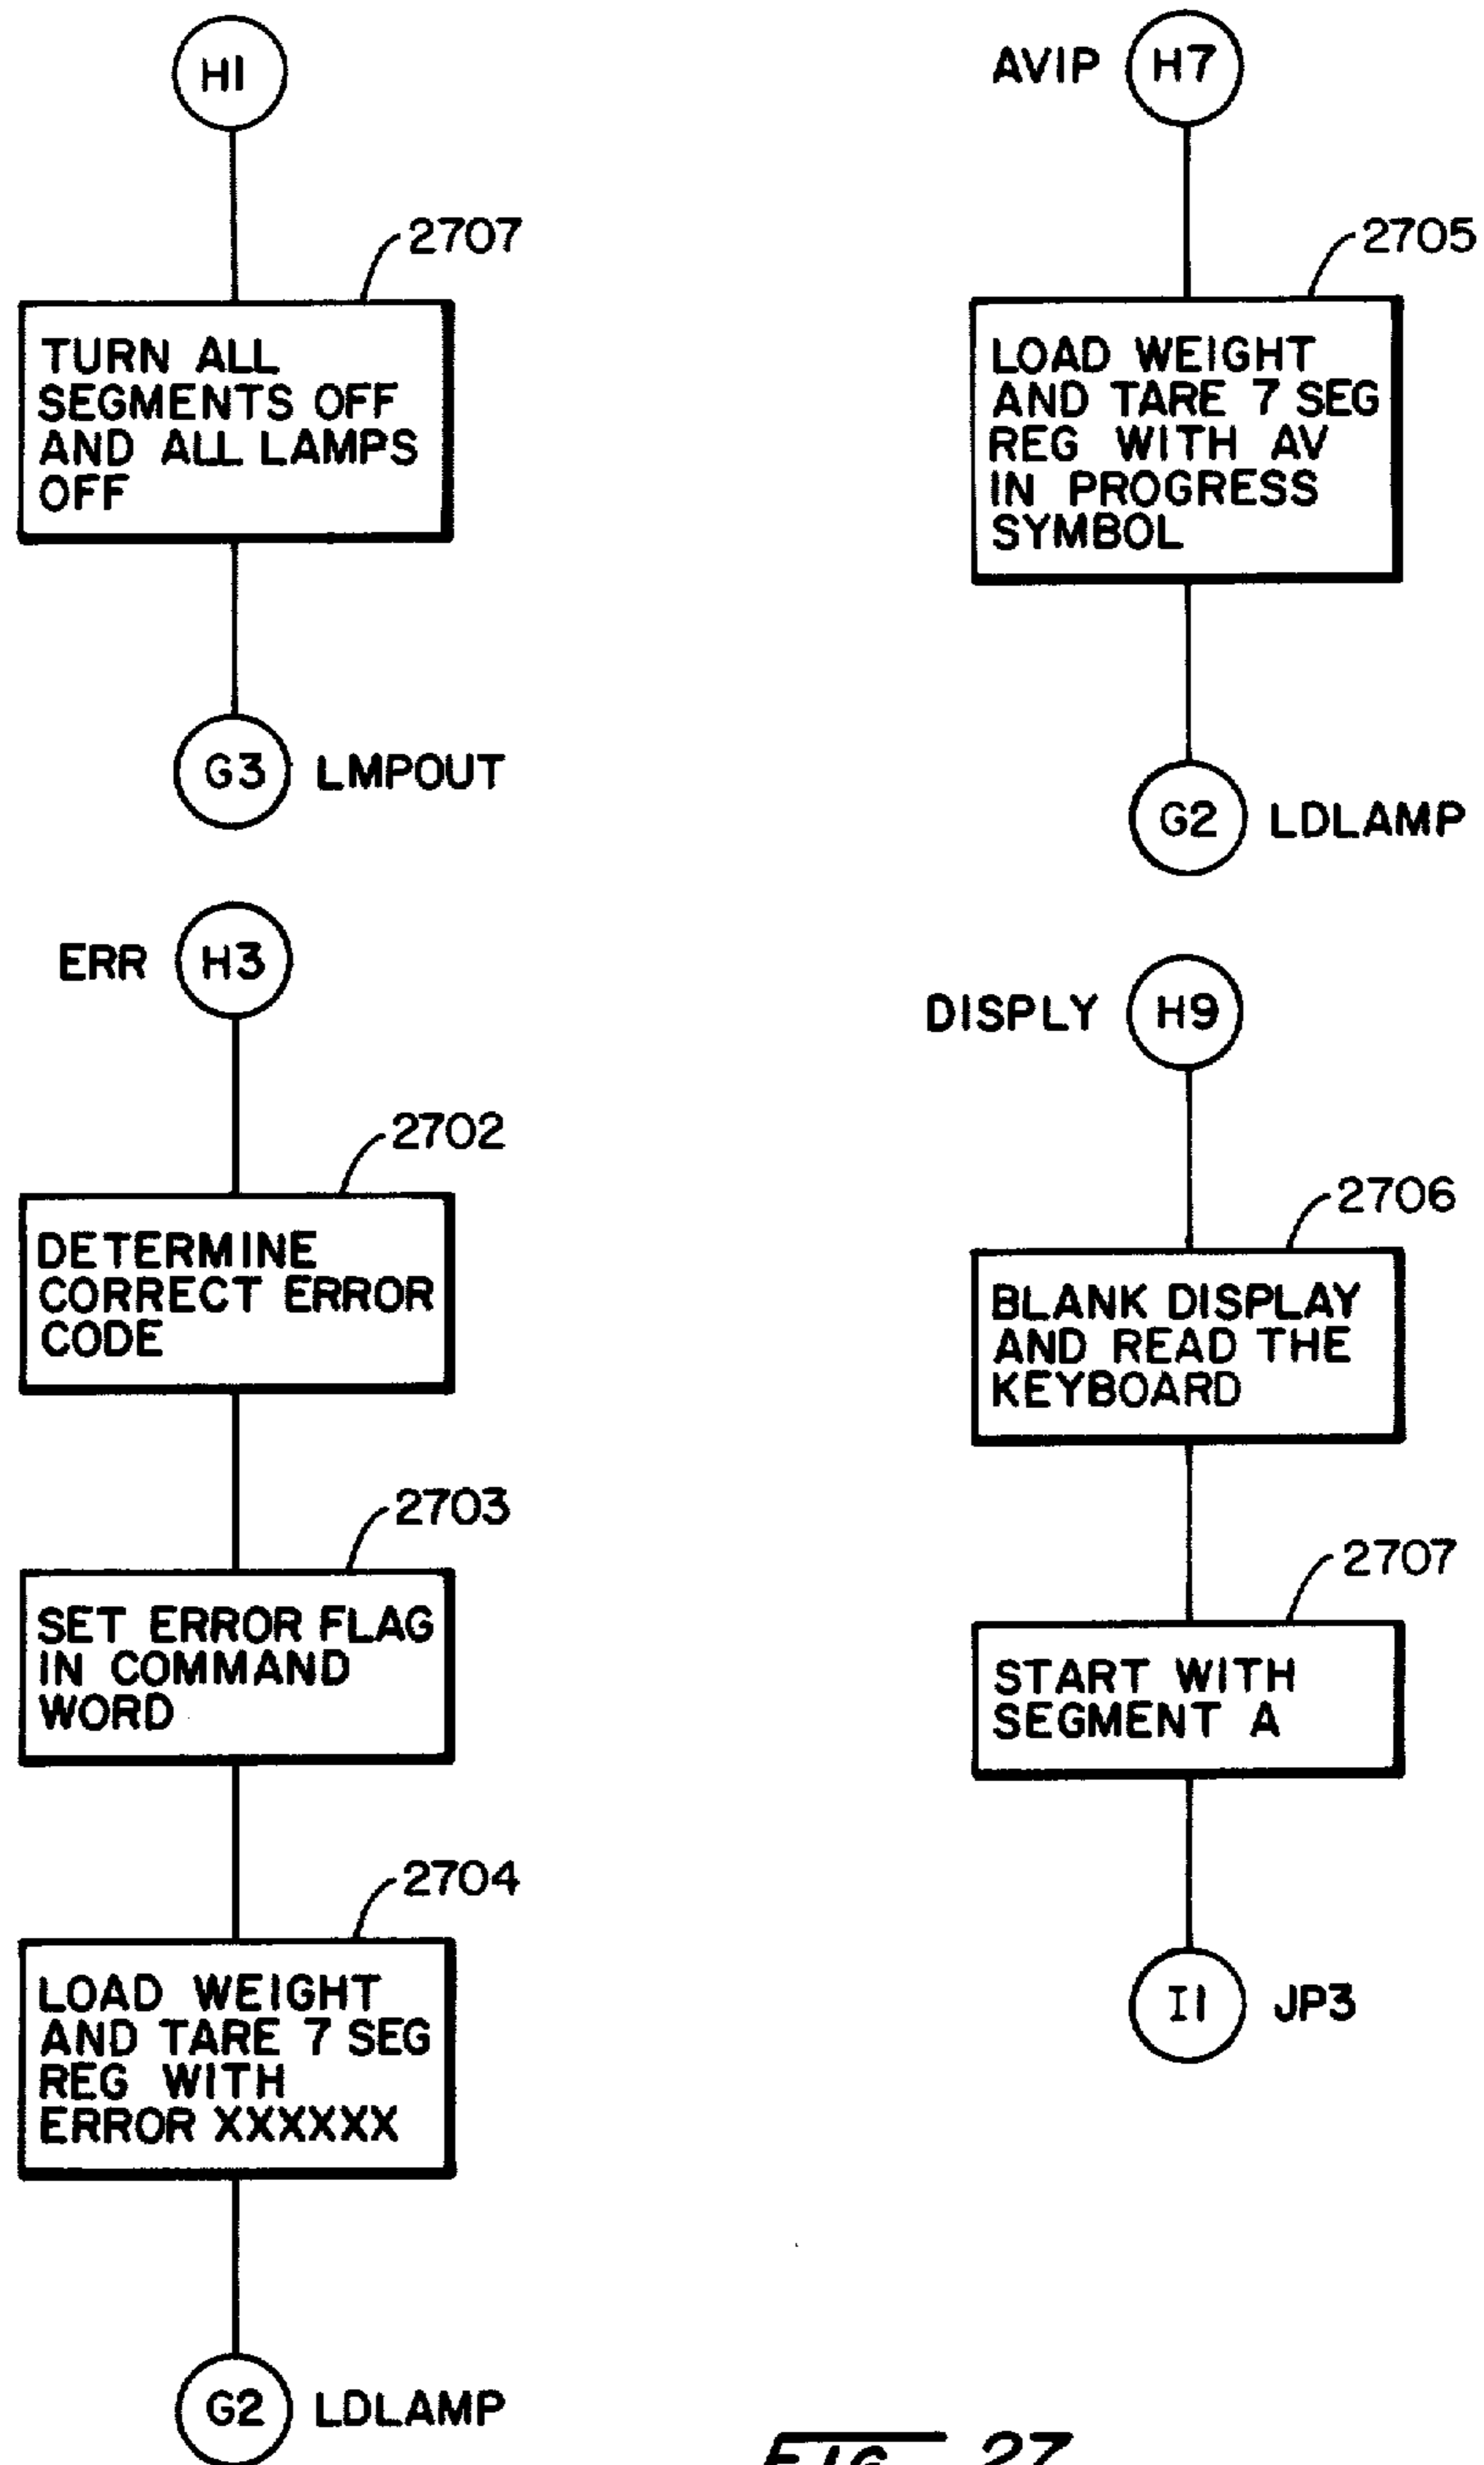 H1
2707
TURN ALL
SEGMENTS OFF
AND ALL LAMPS
OFF
G3 LMPOUT
ERR H3
2702
DETERMINE
CORRECT ERROR
CODE
2703
SET ERROR FLAG
IN COMMAND
WORD
2704
LOAD WEIGHT
AND TARE 7 SEG
REG WITH
ERROR XXXXXX
G2 LDLAMP
AVIP H7
2705
LOAD WEIGHT
AND TARE 7 SEG
REG WITH AV
IN PROGRESS
SYMBOL
G2 LDLAMP
DISPLY H9
2706
BLANK DISPLAY
AND READ THE
KEYBOARD
2707
START WITH
SEGMENT A
I1 JP3
FIG 27